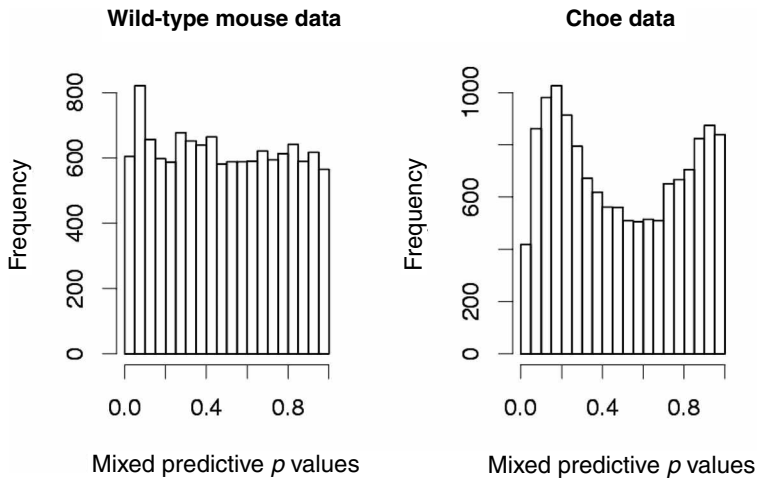 Wild-type mouse data
Frequency
800
600
400
200
0
0.0 0.4 0.8
Mixed predictive p values
Choe data
Frequency
1000
600
200
0
0.0 0.4 0.8
Mixed predictive p values